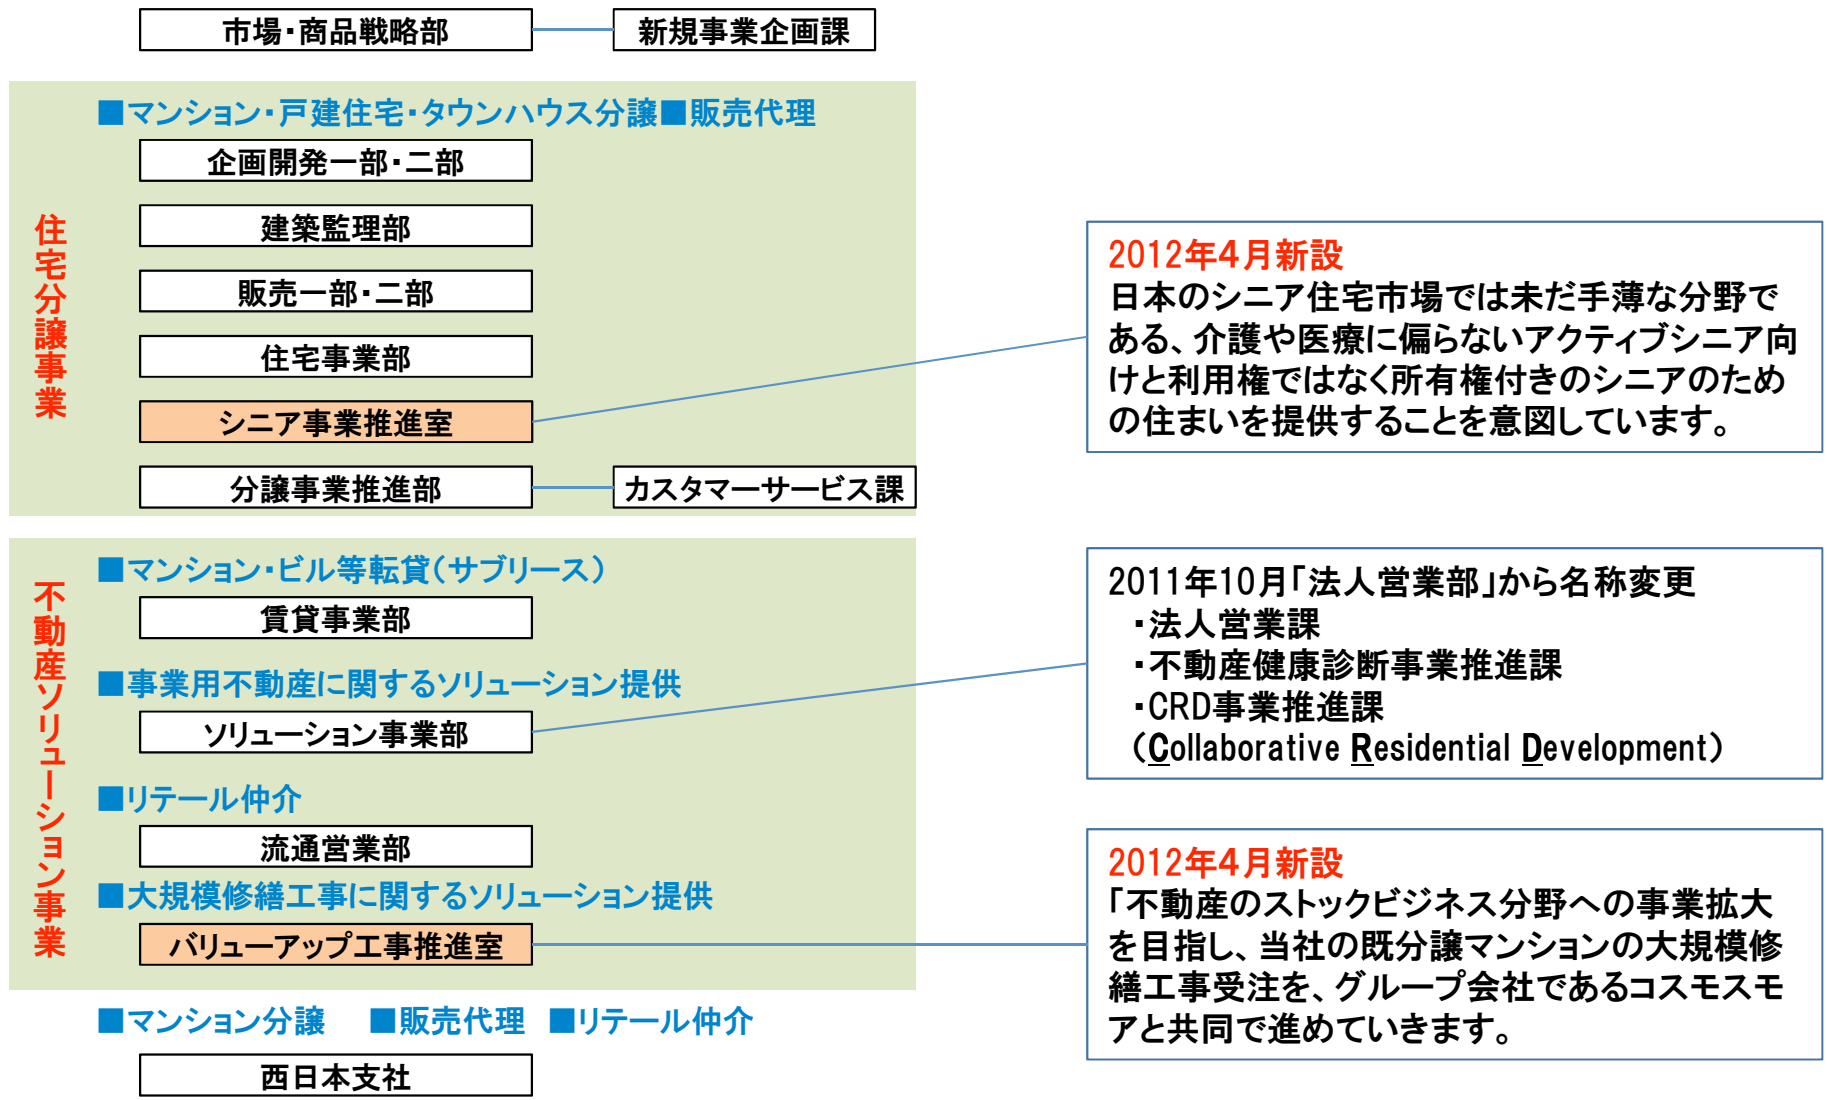 市場・商品戦略部
新規事業企画課
住宅分譲事業
■マンション・戸建住宅・タウンハウス分譲■販売代理
企画開発一部・二部
建築監理部
販売一部・二部
住宅事業部
シニア事業推進室
分譲事業推進部
カスタマーサービス課
2012年4月新設
日本のシニア住宅市場では未だ手薄な分野で
ある、介護や医療に偏らないアクティブシニア向
けと利用権ではなく所有権付きのシニアのため
の住まいを提供することを意図しています。
不動産ソリューション事業
■マンション・ビル等転貸（サブリース）
賃貸事業部
■事業用不動産に関するソリューション提供
ソリューション事業部
■リテール仲介
流通営業部
■大規模修繕工事に関するソリューション提供
バリューアップ工事推進室
2011年10月「法人営業部」から名称変更
・法人営業課
・不動産健康診断事業推進課
・CRD事業推進課
（Collaborative Residential Development）
2012年4月新設
「不動産のストックビジネス分野への事業拡大
を目指し、当社の既分譲マンションの大規模修
繕工事受注を、グループ会社であるコスモスモ
アと共同で進めていきます。
■マンション分譲 ■販売代理 ■リテール仲介
西日本支社